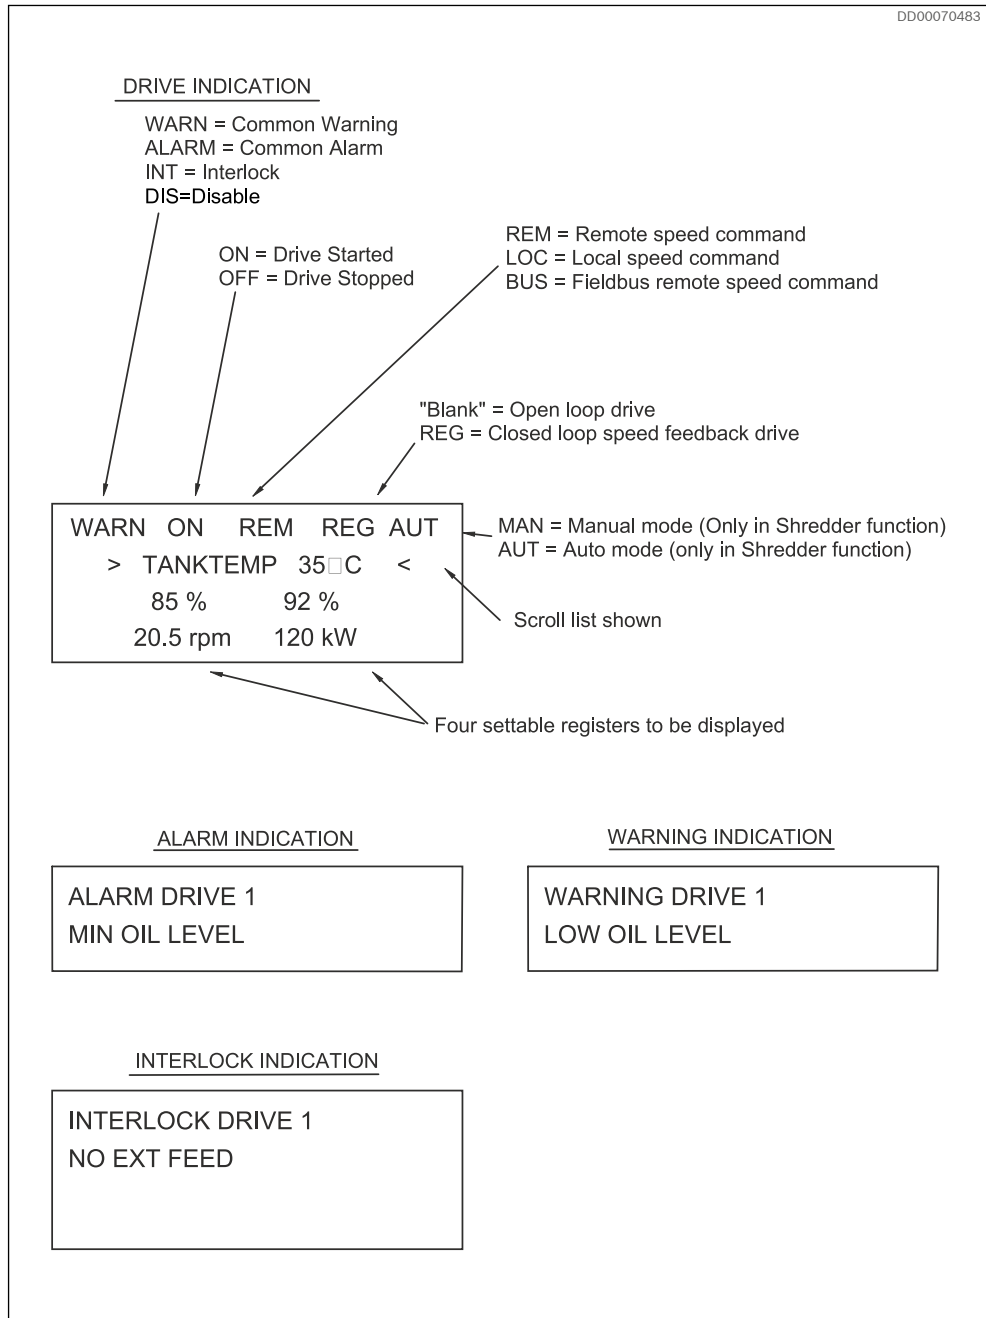 DD00070483
DRIVE INDICATION
WARN = Common Warning
ALARM = Common Alarm
INT = Interlock
DIS=Disable
ON = Drive Started
OFF = Drive Stopped
REM = Remote speed command
LOC = Local speed command
BUS = Fieldbus remote speed command
"Blank" = Open loop drive
REG = Closed loop speed feedback drive
WARN ON REM REG AUT
> TANKTEMP 35□C <
85 % 92 %
20.5 rpm 120 kW
MAN = Manual mode (Only in Shredder function)
AUT = Auto mode (only in Shredder function)
Scroll list shown
Four settable registers to be displayed
ALARM INDICATION
ALARM DRIVE 1
MIN OIL LEVEL
WARNING INDICATION
WARNING DRIVE 1
LOW OIL LEVEL
INTERLOCK INDICATION
INTERLOCK DRIVE 1
NO EXT FEED